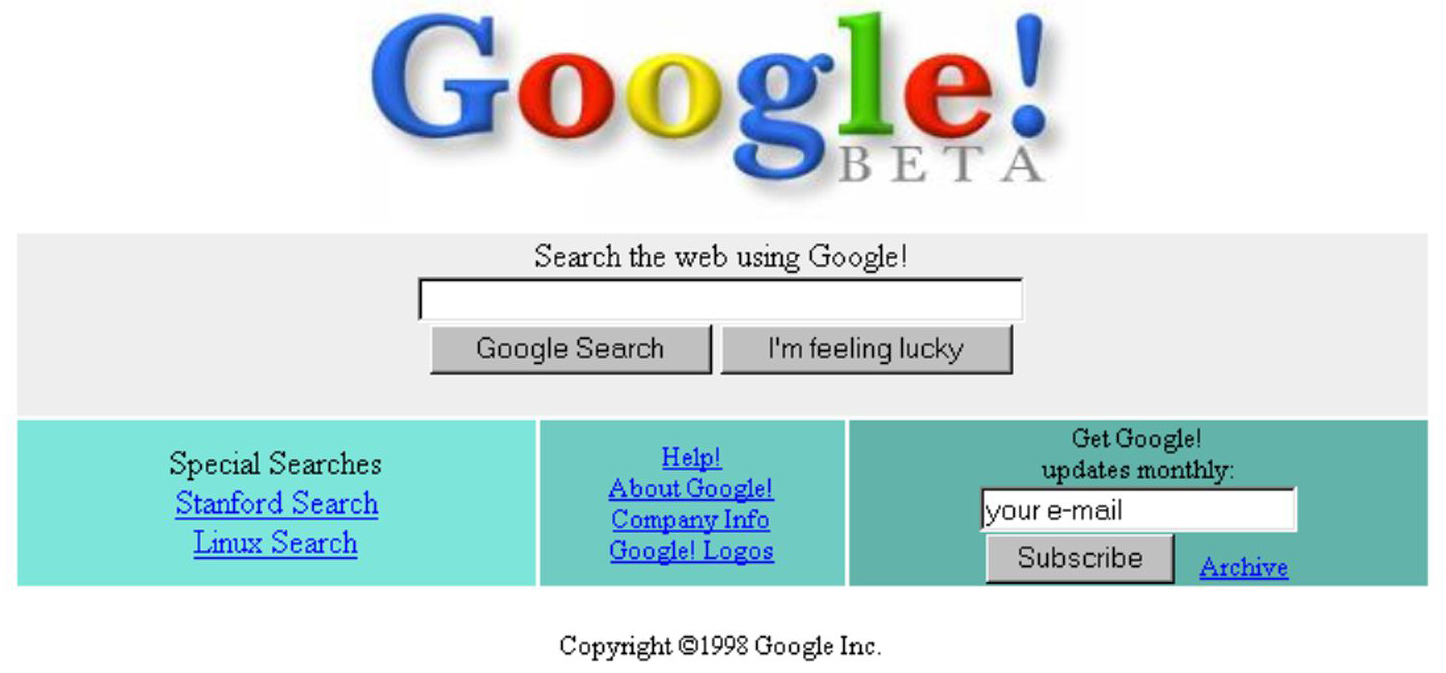 Google!
BETA
Search the web using Google!
Google Search I'm feeling lucky
Special Searches
Stanford Search
Linux Search
Help!
About Google!
Company Info
Google! Logos
Get Google!
updates monthly:
your e-mail
Subscribe Archive
Copyright ©1998 Google Inc.